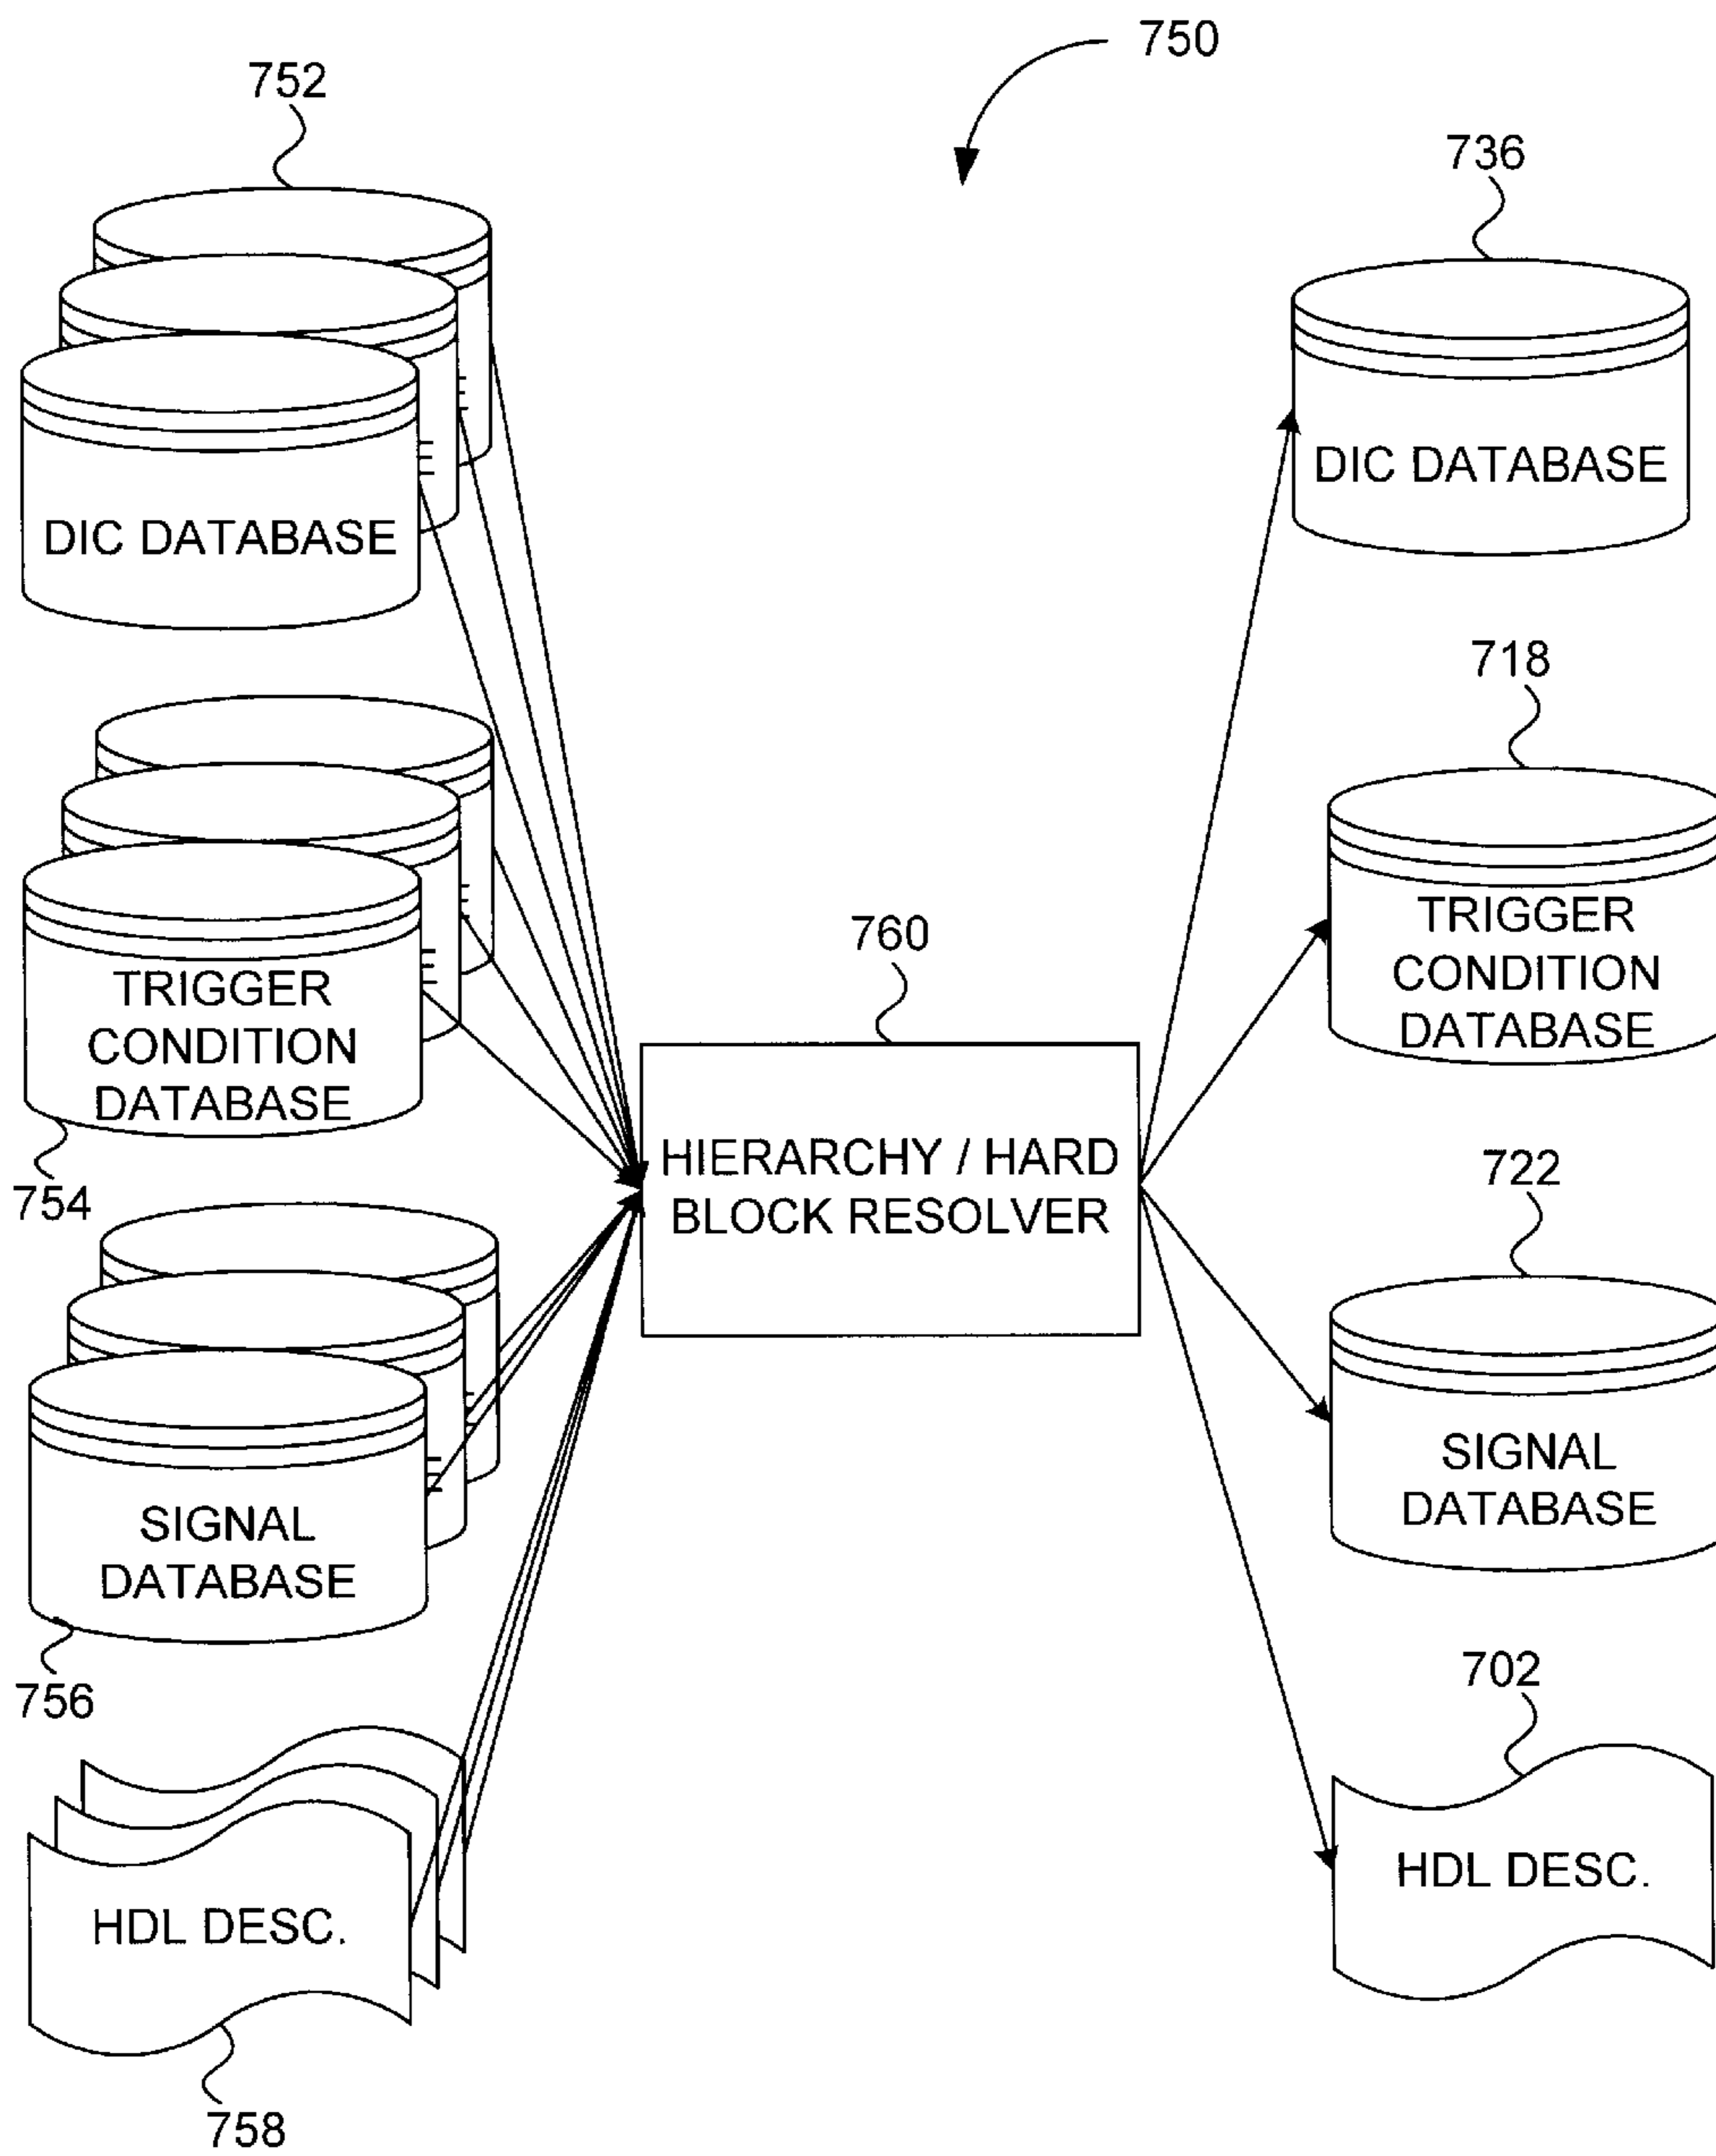 750
752
736
DIC DATABASE
DIC DATABASE
718
TRIGGER
CONDITION
DATABASE
760
TRIGGER
CONDITION
DATABASE
754
HIERARCHY / HARD
BLOCK RESOLVER
722
SIGNAL
DATABASE
SIGNAL
DATABASE
756
702
HDL DESC.
HDL DESC.
758